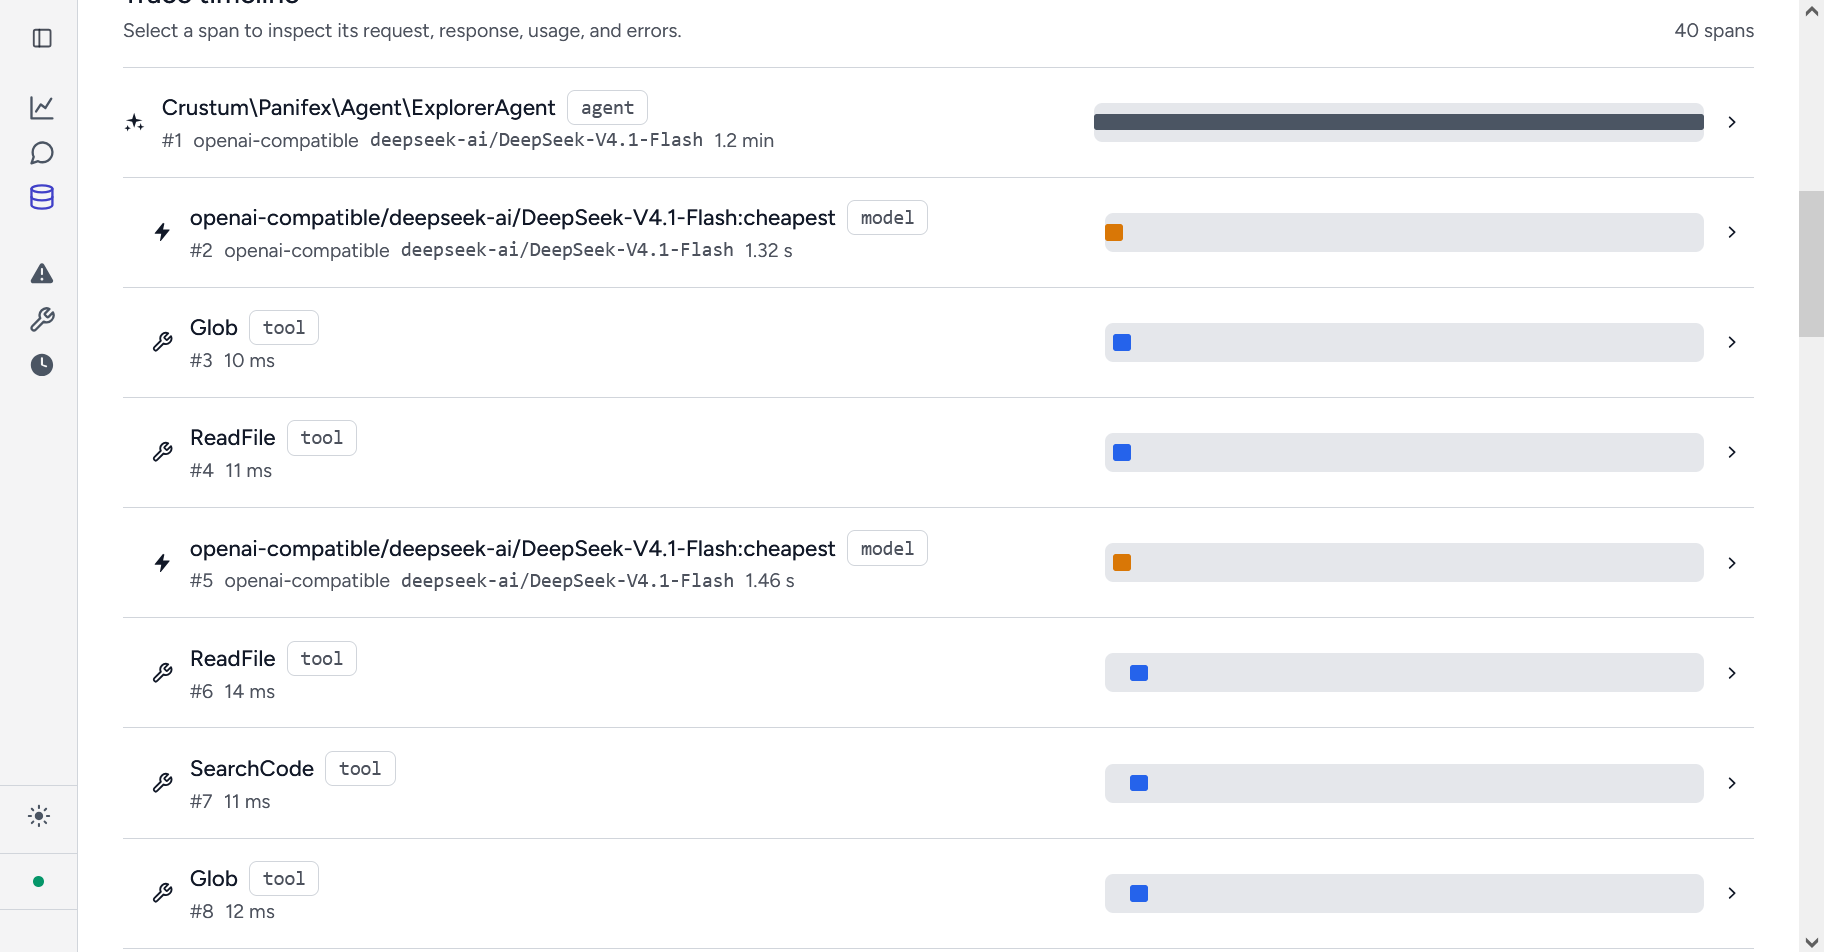 Trace timeline
Select a span to inspect its request, response, usage, and errors.
40 spans
Crustum\Panifex\Agent\ExplorerAgent agent
#1 openai-compatible deepseek-ai/DeepSeek-V4.1-Flash 1.2 min
openai-compatible/deepseek-ai/DeepSeek-V4.1-Flash:cheapest model
#2 openai-compatible deepseek-ai/DeepSeek-V4.1-Flash 1.32 s
Glob tool
#3 10 ms
ReadFile tool
#4 11 ms
openai-compatible/deepseek-ai/DeepSeek-V4.1-Flash:cheapest model
#5 openai-compatible deepseek-ai/DeepSeek-V4.1-Flash 1.46 s
ReadFile tool
#6 14 ms
SearchCode tool
#7 11 ms
Glob tool
#8 12 ms